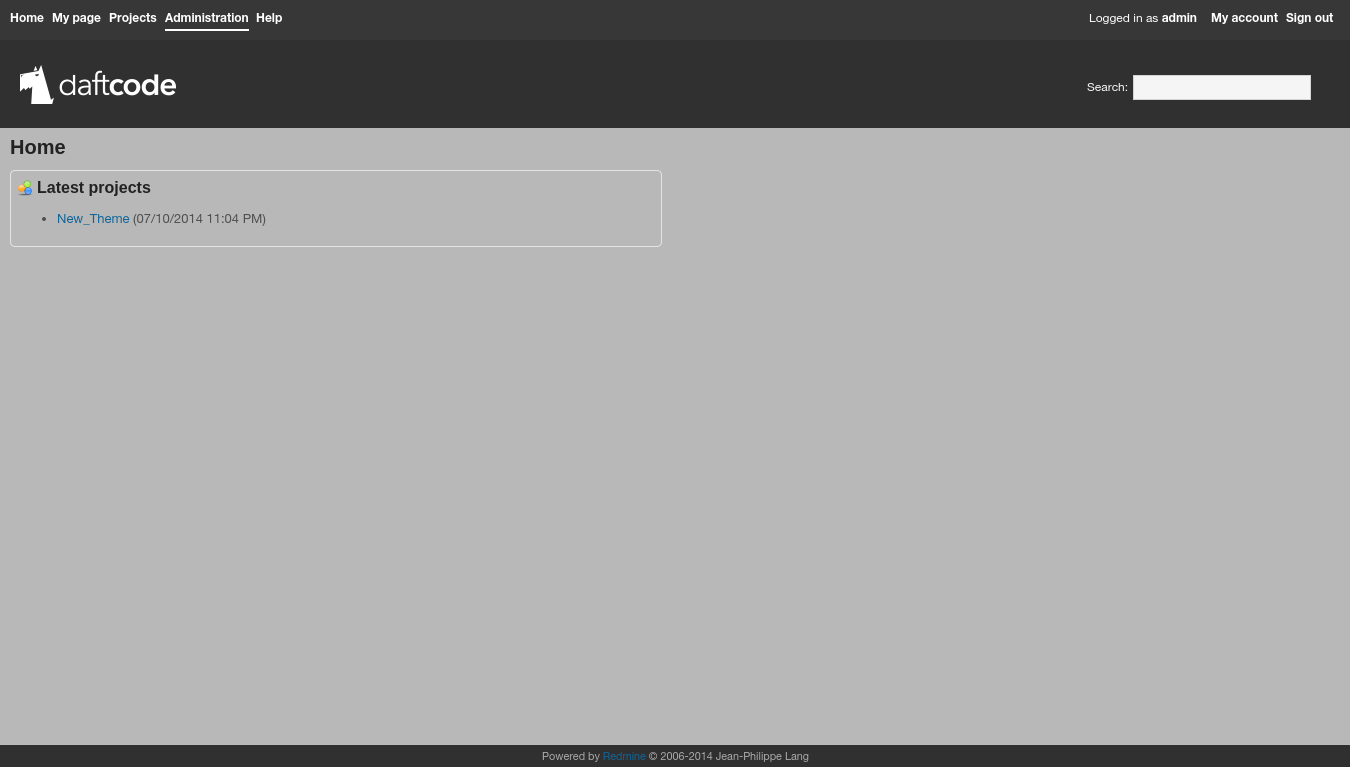 Home My page Projects Administration Help
Logged in as admin My account Sign out
daftcode
Search:
Home
Latest projects
New_Theme (07/10/2014 11:04 PM)
Powered by Redmine © 2006-2014 Jean-Philippe Lang